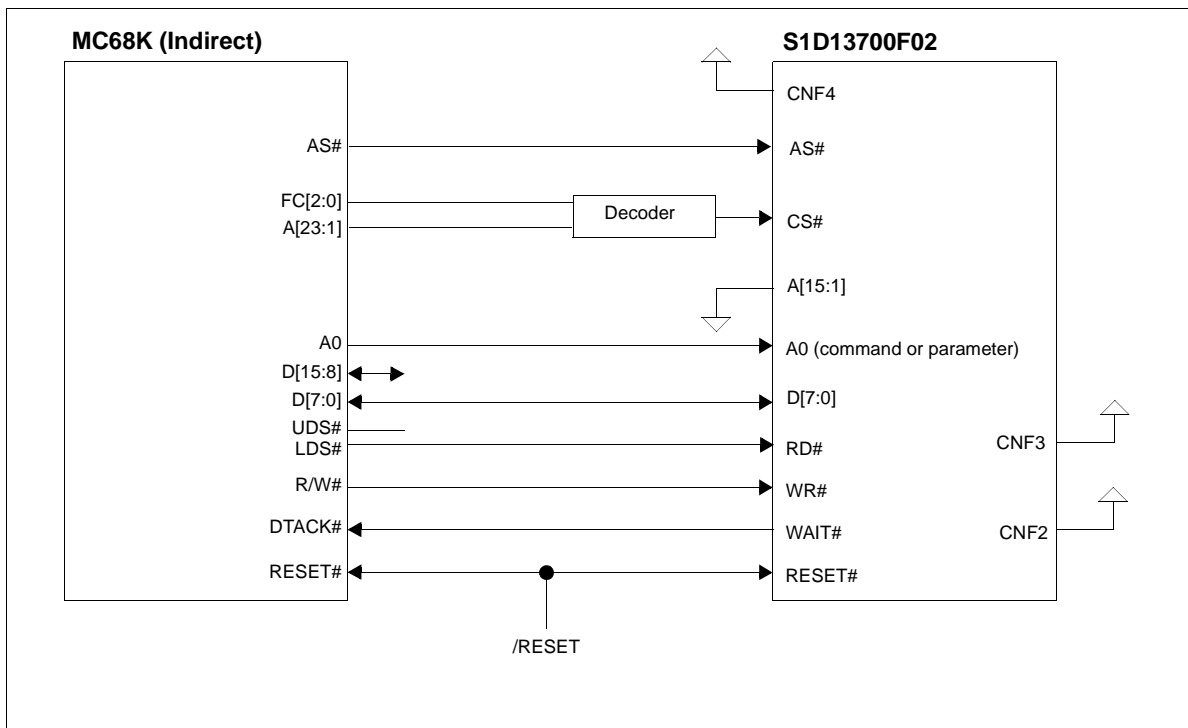 MC68K (Indirect)
S1D13700F02
CNF4
AS#
AS#
FC[2:0]
A[23:1]
Decoder
CS#
A[15:1]
A0
A0 (command or parameter)
D[15:8]
D[7:0]
D[7:0]
UDS#
LDS#
RD#
CNF3
R/W#
WR#
DTACK#
WAIT#
CNF2
RESET#
RESET#
/RESET